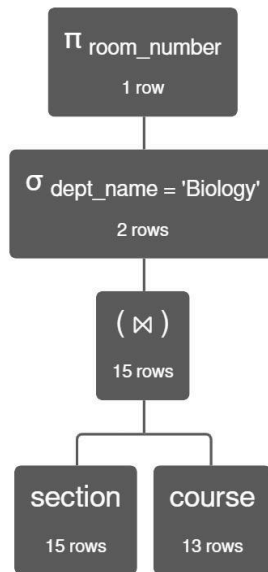 π room_number
1 row
σ dept_name = 'Biology'
2 rows
( ⋈ )
15 rows
section
15 rows
course
13 rows